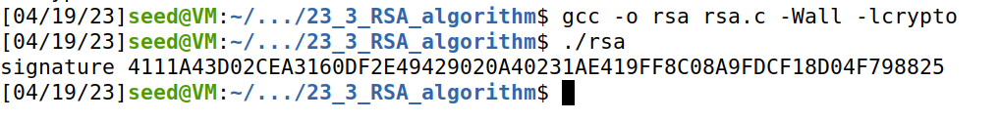 [04/19/23]seed@VM:~/.../23_3_RSA_algorithm$ gcc -o rsa rsa.c -Wall -lcrypto
[04/19/23]seed@VM:~/.../23_3_RSA_algorithm$ ./rsa
signature 4111A43D02CEA3160DF2E49429020A40231AE419FF8C08A9FDCF18D04F798825
[04/19/23]seed@VM:~/.../23_3_RSA_algorithm$